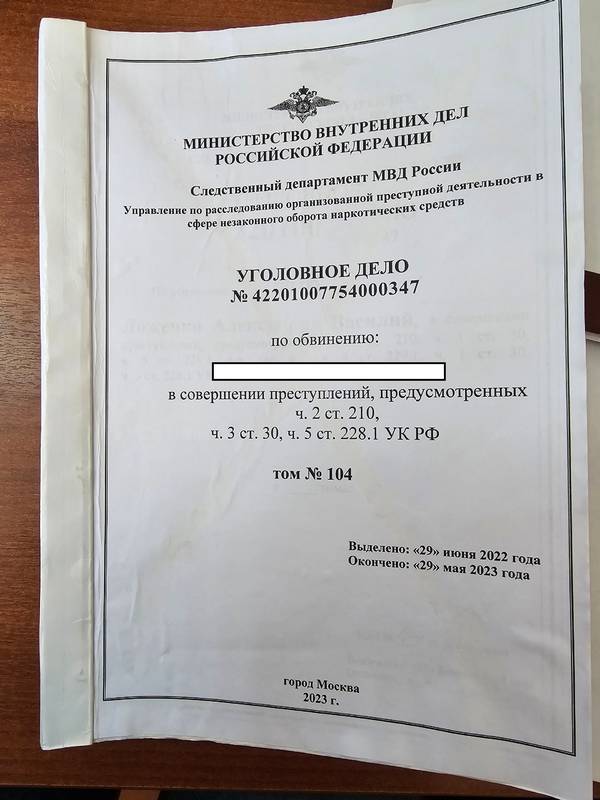 МИНИСТЕРСТВО ВНУТРЕННИХ ДЕЛ
РОССИЙСКОЙ ФЕДЕРАЦИИ
Следственный департамент МВД России
Управление по расследованию организованной преступной деятельности в
сфере незаконного оборота наркотических средств
УГОЛОВНОЕ ДЕЛО
№ 42201007754000347
по обвинению:
в совершении преступлений, предусмотренных
ч. 2 ст. 210,
ч. 3 ст. 30, ч. 5 ст. 228.1 УК РФ
том № 104
Выделено: «29» июня 2022 года
Окончено: «29» мая 2023 года
город Москва
2023 г.